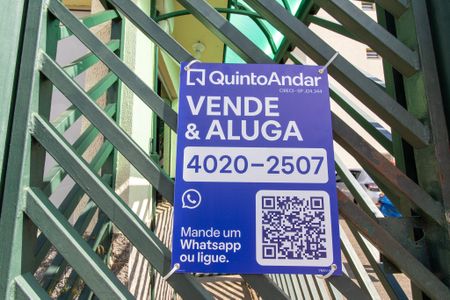 QuintoAndar
CRECI-SP J24.344
VENDE
& ALUGA
4020-2507
Mande um
Whatsapp
ou ligue.